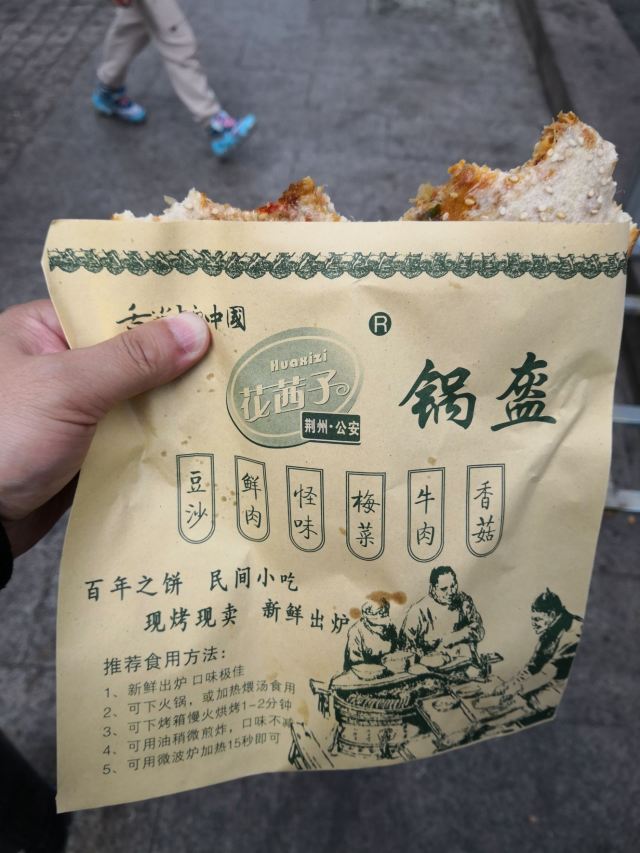 舌尖上的中國
®
Huaxizi
花茜子
荆州·公安
锅盔
豆沙
鲜肉
怪味
梅菜
牛肉
香菇
百年之饼 民间小吃
现烤现卖 新鲜出炉
推荐食用方法:
1、新鲜出炉 口味极佳
2、可下火锅，或加热煨汤食用
3、可下烤箱慢火烘烤1-2分钟
4、可用油稍微煎炸，口味不减
5、可用微波炉加热15秒即可